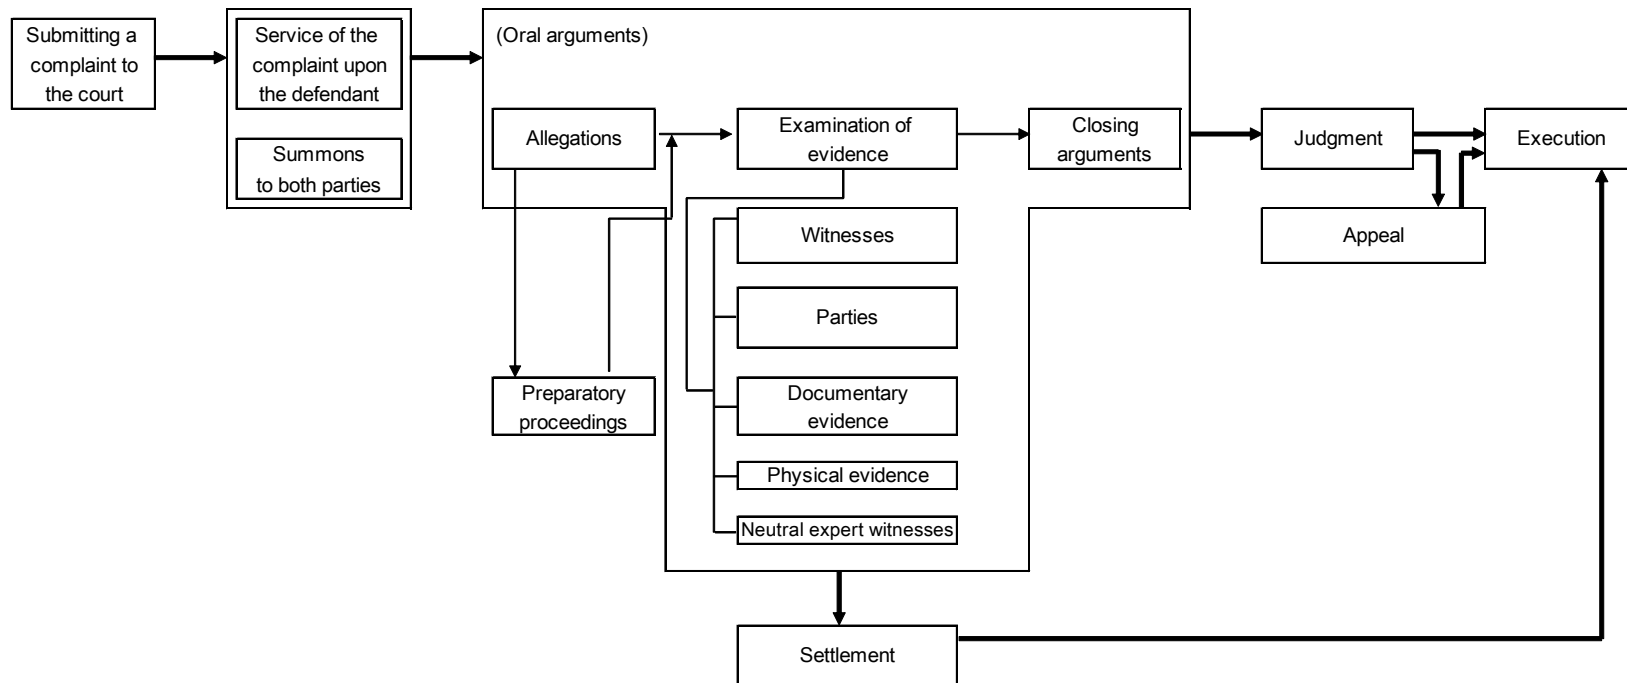 Submitting a
complaint to
the court
Service of the
complaint upon
the defendant
Summons
to both parties
(Oral arguments)
Allegations
Examination of
evidence
Closing
arguments
Judgment
Execution
Appeal
Witnesses
Parties
Preparatory
proceedings
Documentary
evidence
Physical evidence
Neutral expert witnesses
Settlement